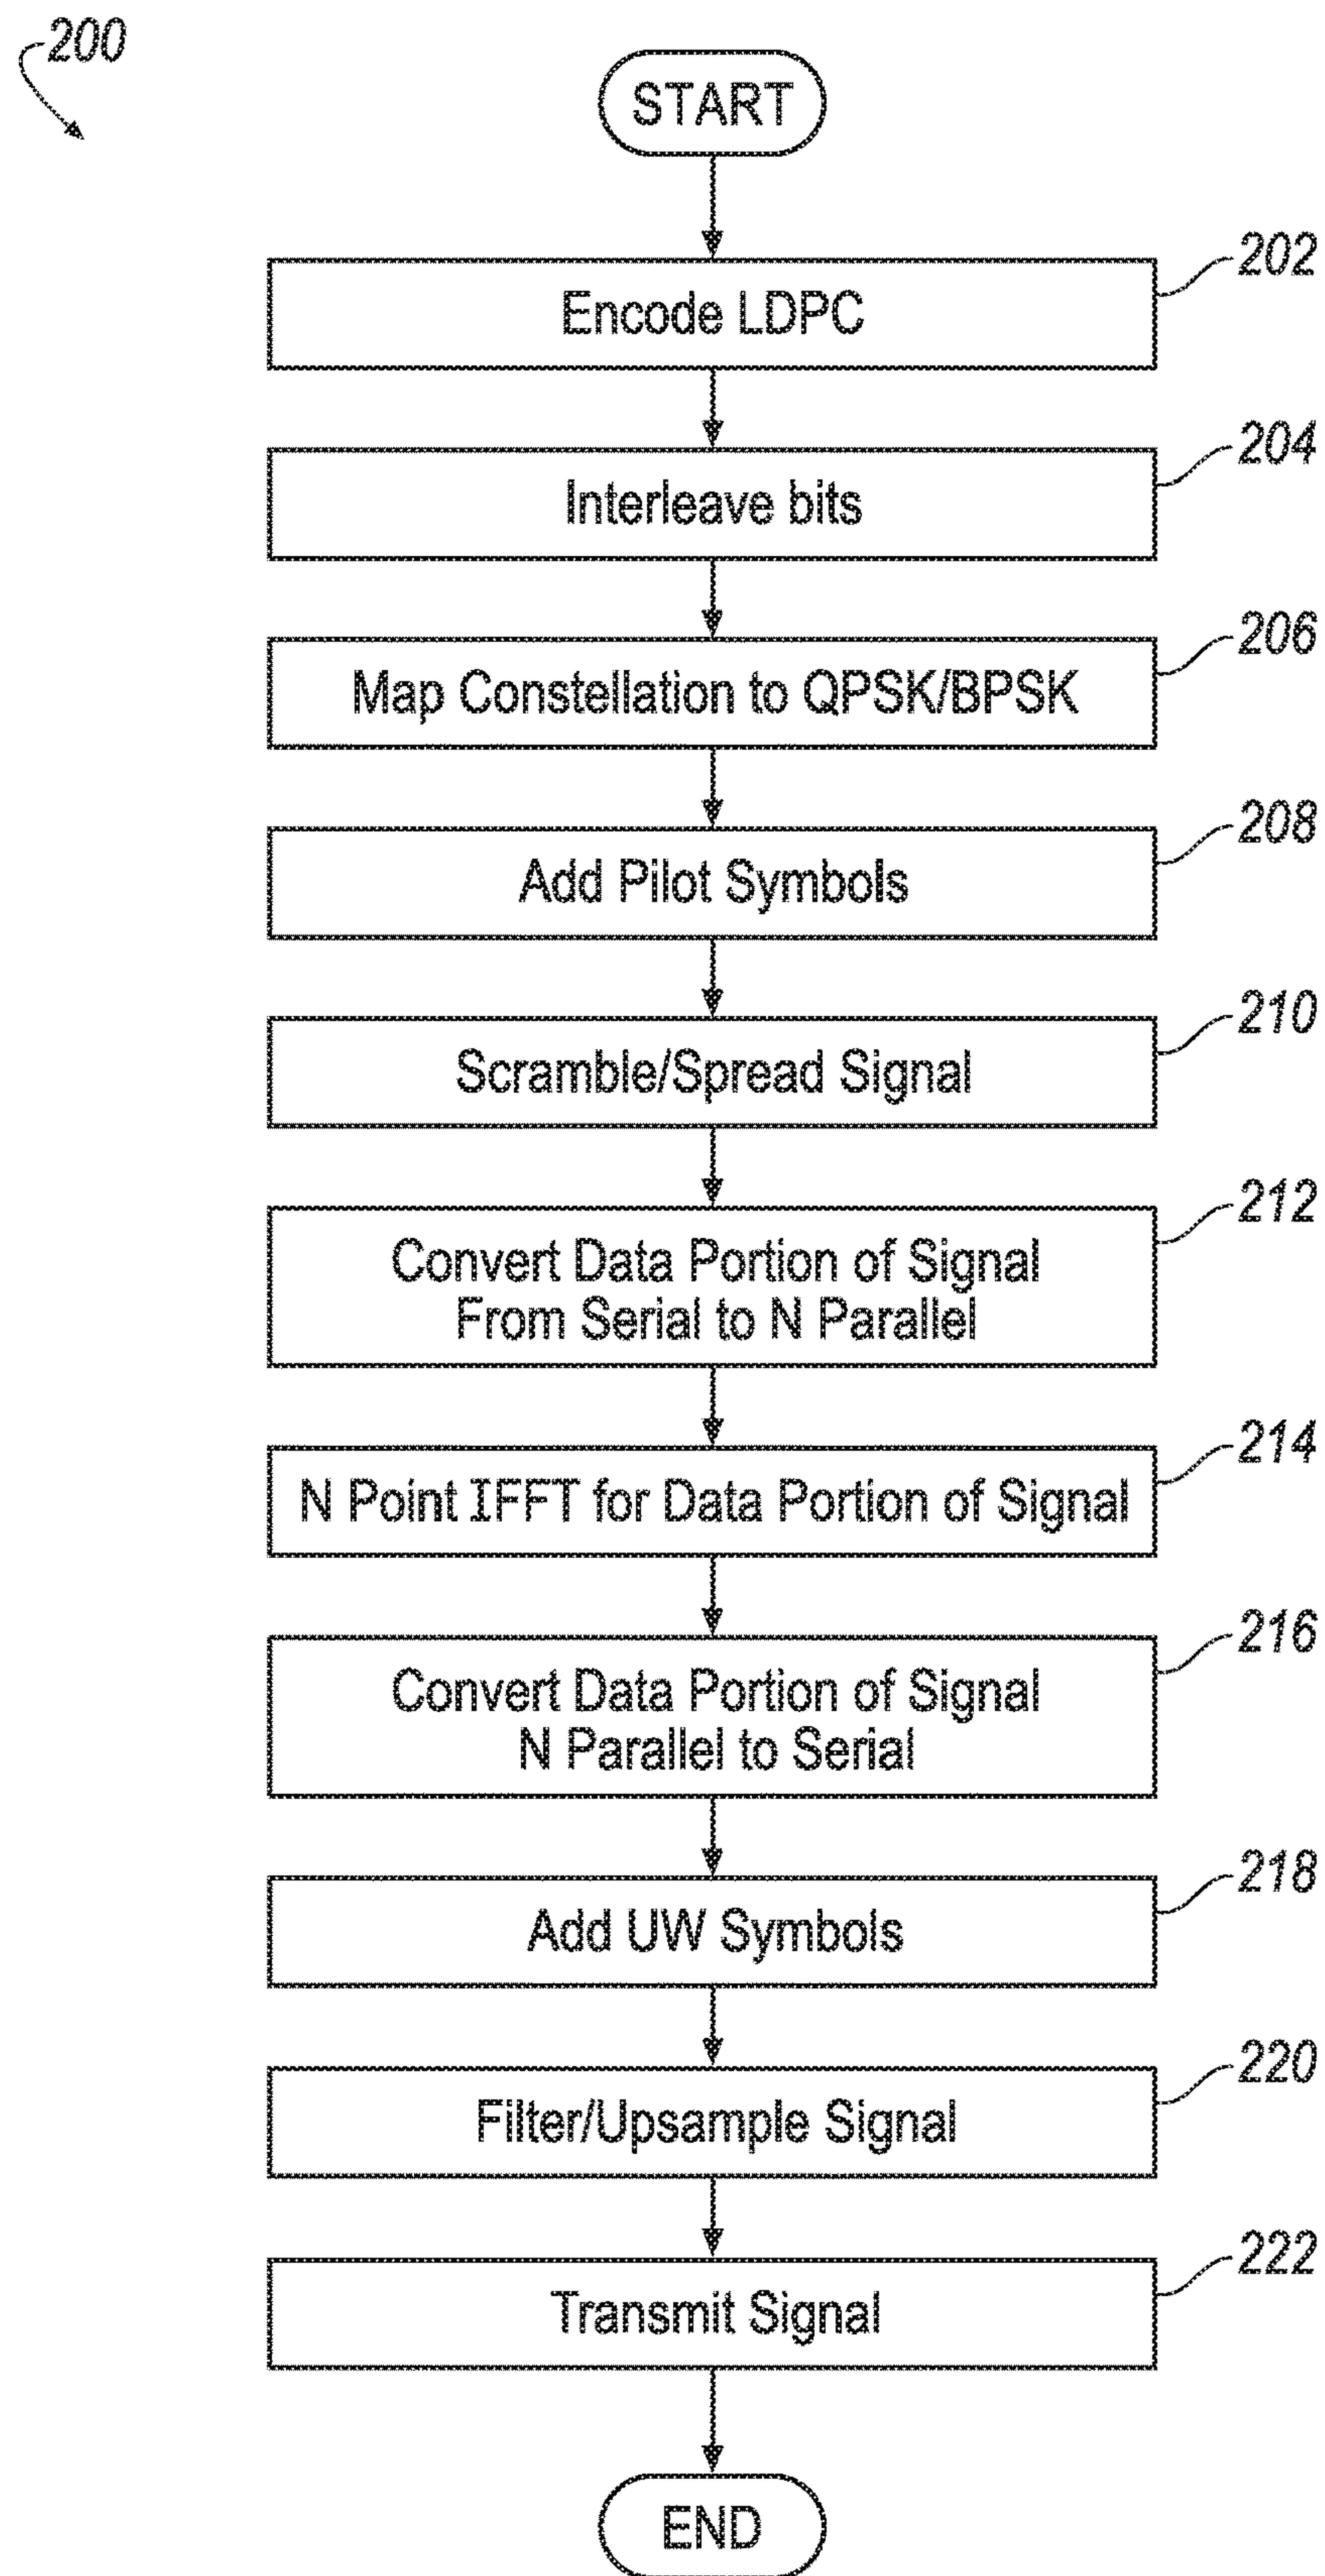 200
START
202
Encode LDPC
204
Interleave bits
206
Map Constellation to QPSK/BPSK
208
Add Pilot Symbols
210
Scramble/Spread Signal
212
Convert Data Portion of Signal
From Serial to N Parallel
214
N Point IFFT for Data Portion of Signal
216
Convert Data Portion of Signal
N Parallel to Serial
218
Add UW Symbols
220
Filter/Upsample Signal
222
Transmit Signal
END